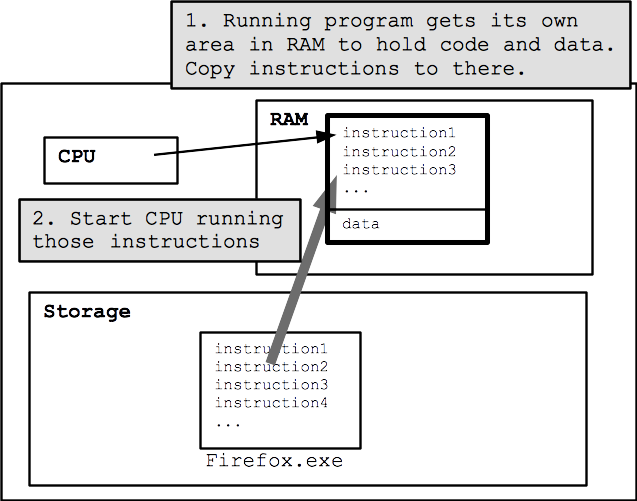 1. Running program gets its own
area in RAM to hold code and data.
Copy instructions to there.
RAM
instruction1
instruction2
instruction3
...
data
CPU
2. Start CPU running
those instructions
Storage
instruction1
instruction2
instruction3
instruction4
...
Firefox.exe